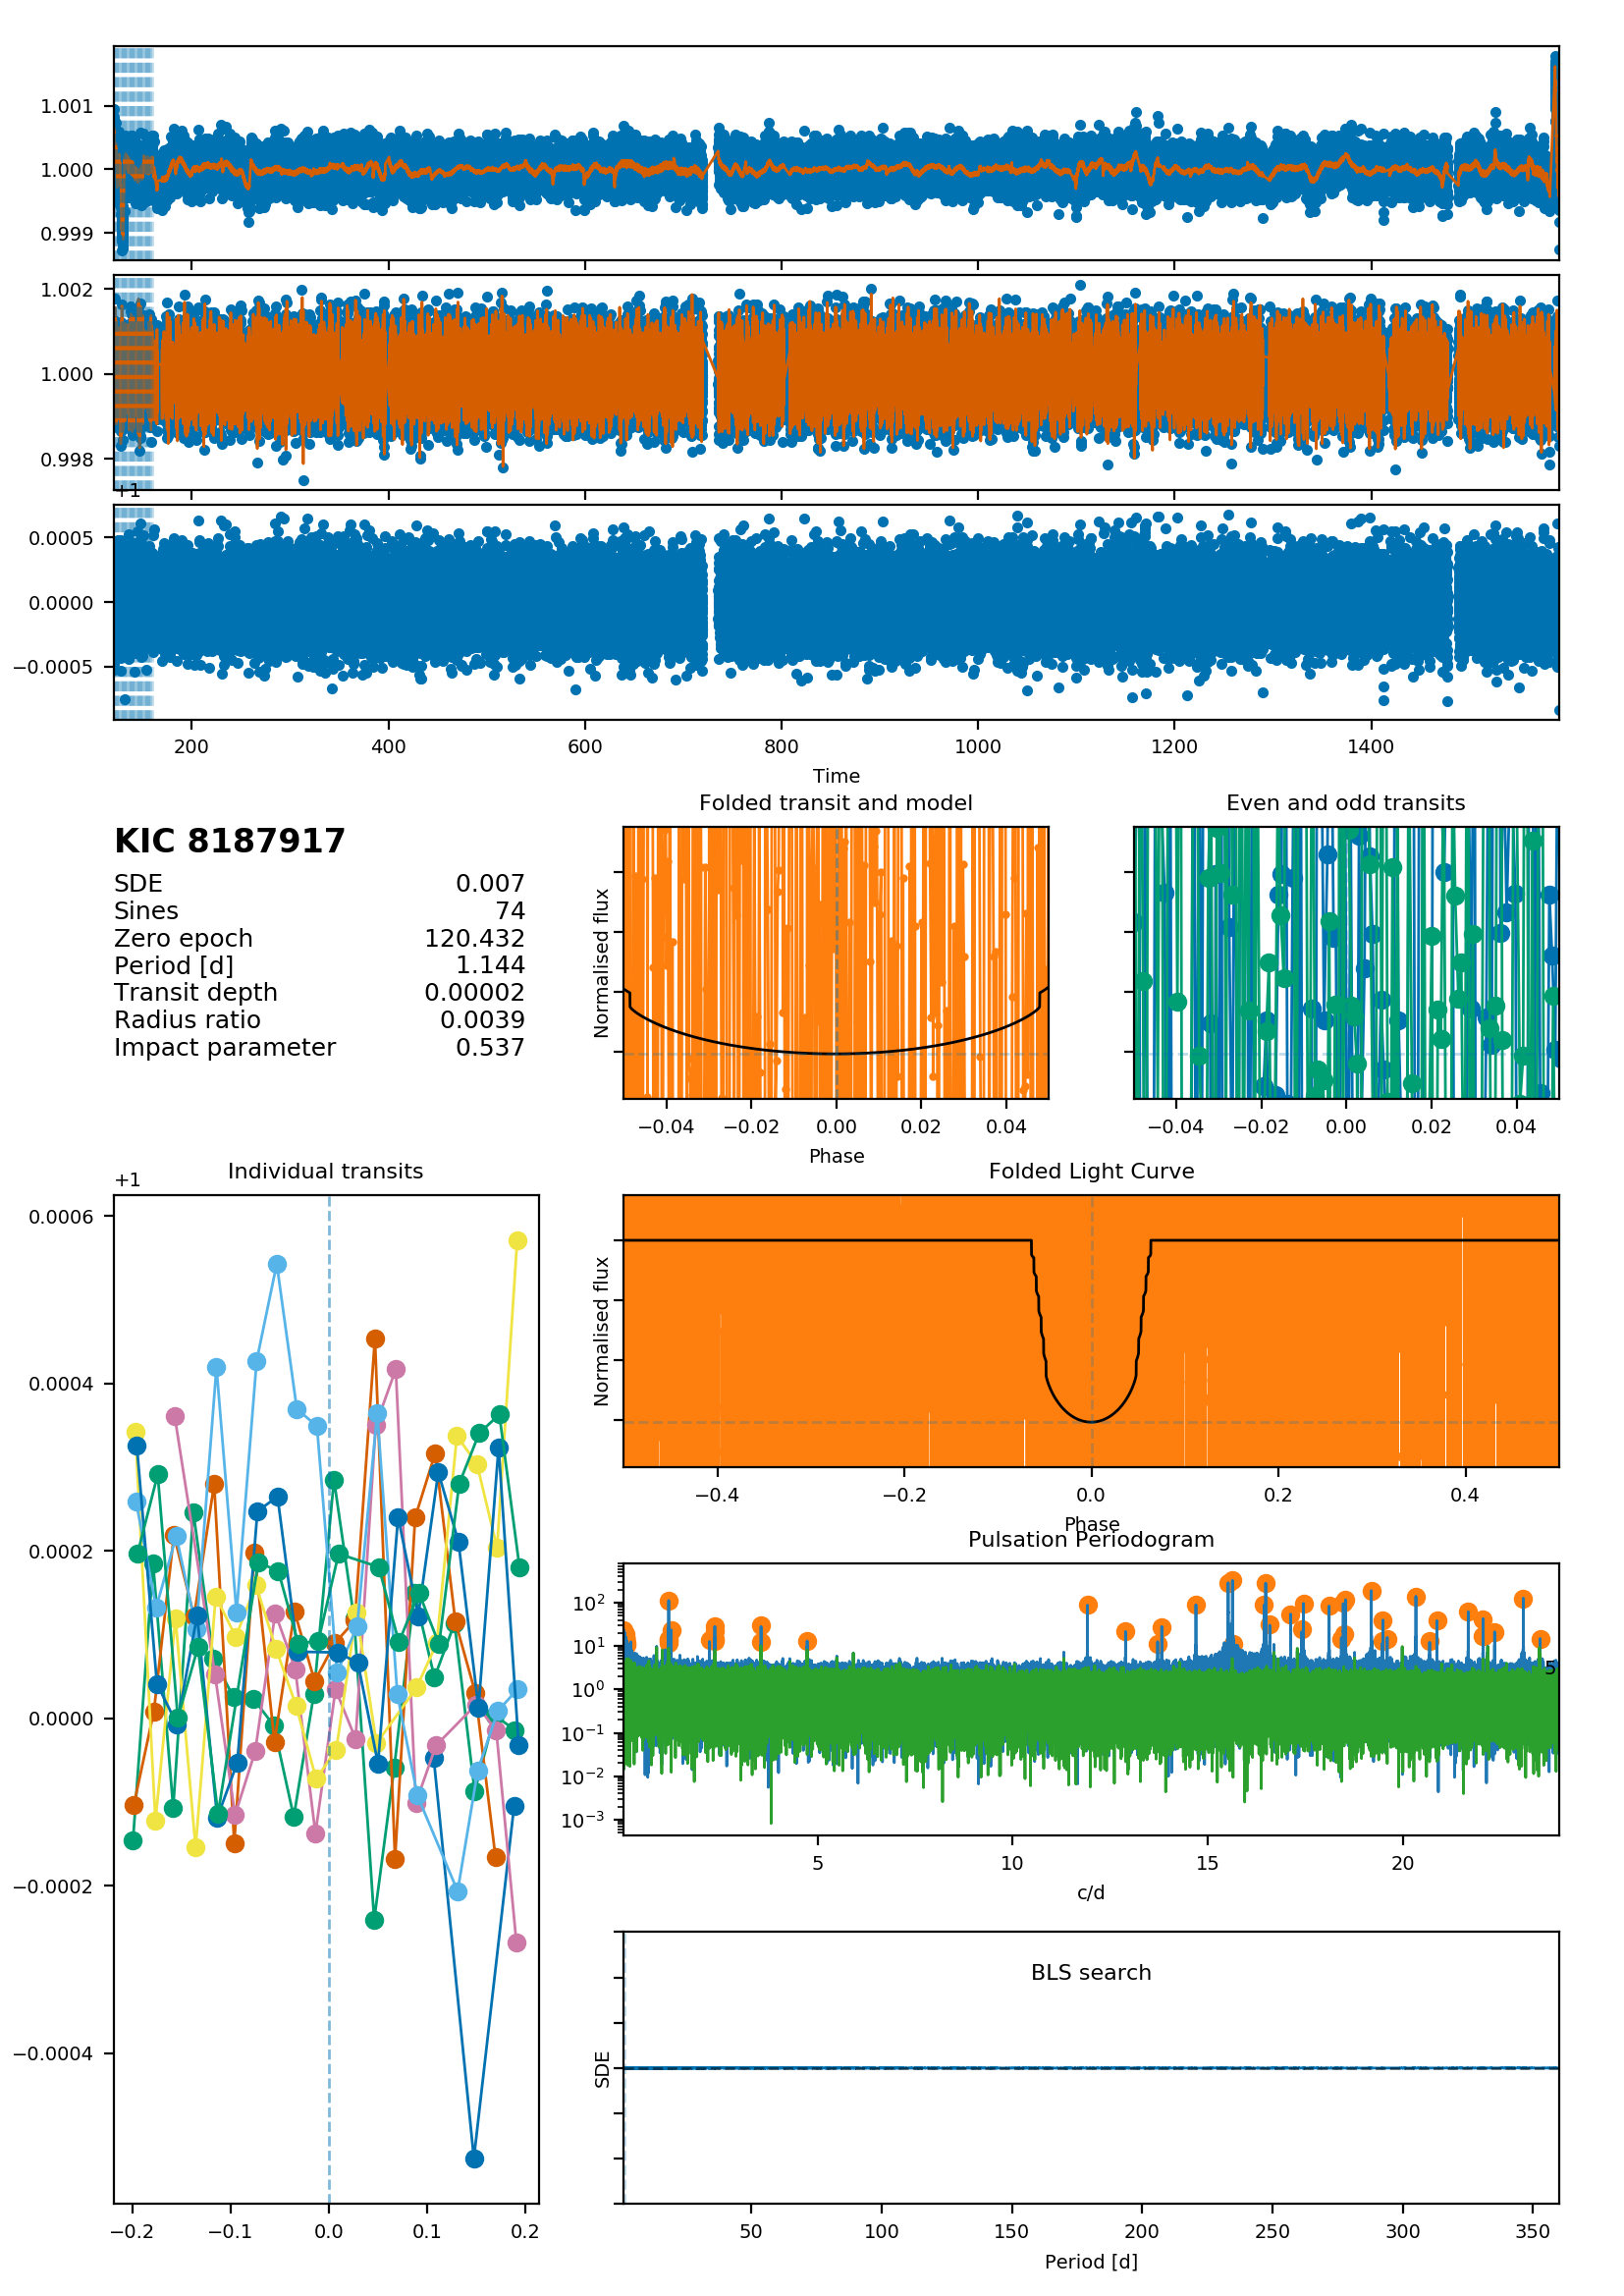 1.001
1.000
0.999
1.002
1.000
0.998
+1
0.0005
0.0000
−0.0005
200 400 600 800 1000 1200 1400
Time
KIC 8187917
SDE 0.007
Sines 74
Zero epoch 120.432
Period [d] 1.144
Transit depth 0.00002
Radius ratio 0.0039
Impact parameter 0.537
Folded transit and model
Normalised flux
−0.04 −0.02 0.00 0.02 0.04
Phase
Even and odd transits
−0.04 −0.02 0.00 0.02 0.04
Individual transits
+1
0.0006
0.0004
0.0002
0.0000
−0.0002
−0.0004
−0.2 −0.1 0.0 0.1 0.2
Folded Light Curve
Normalised flux
−0.4 −0.2 0.0 0.2 0.4
Phase
Pulsation Periodogram
10²
10¹
10⁰
10⁻¹
10⁻²
10⁻³
5
5 10 15 20
c/d
BLS search
SDE
50 100 150 200 250 300 350
Period [d]